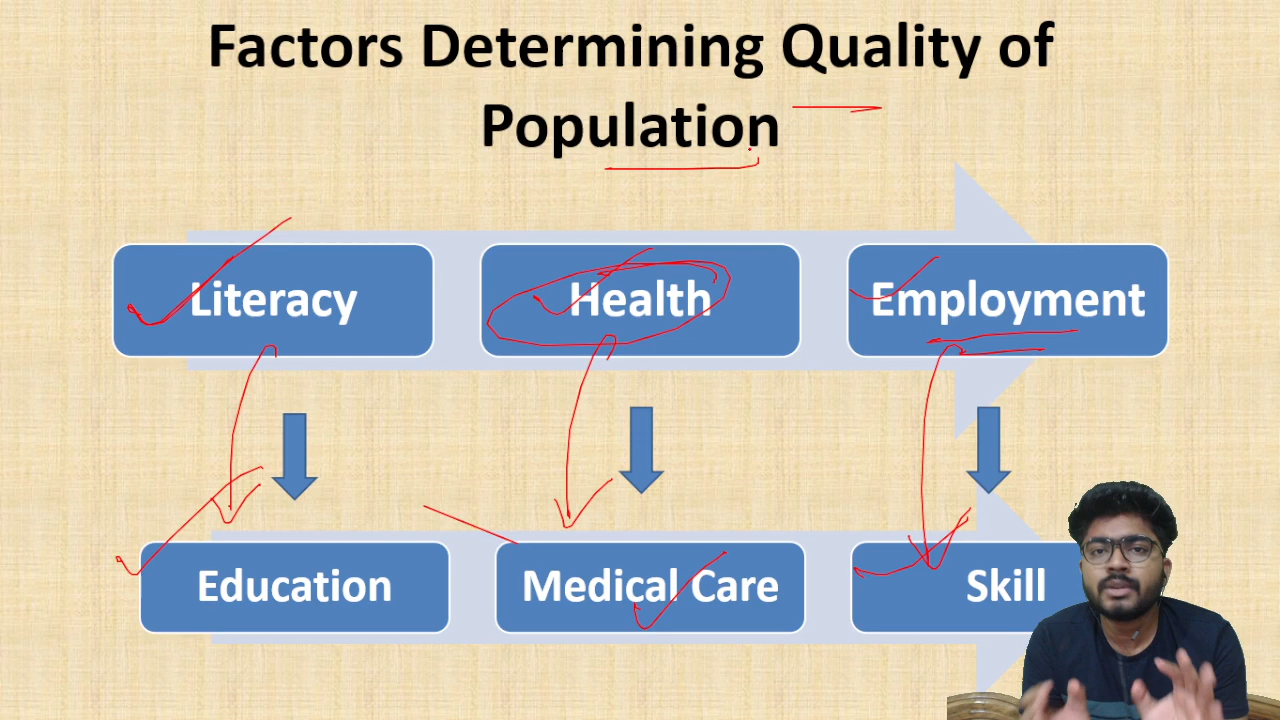 Factors Determining Quality of
Population
Literacy
Health
Employment
Education
Medical Care
Skill